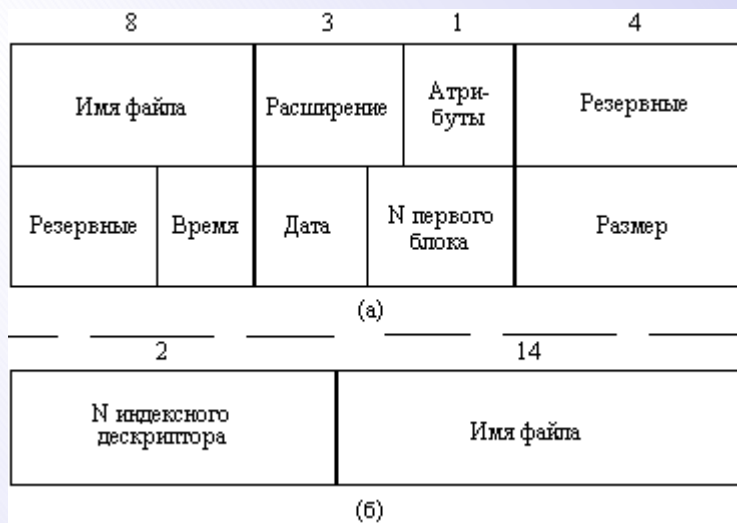 8 3 1 4
Имя файла Расширение Атри-
буты Резервные
Резервные Время Дата N первого
блока Размер
(а)
2 14
N индексного
дескриптора Имя файла
(б)